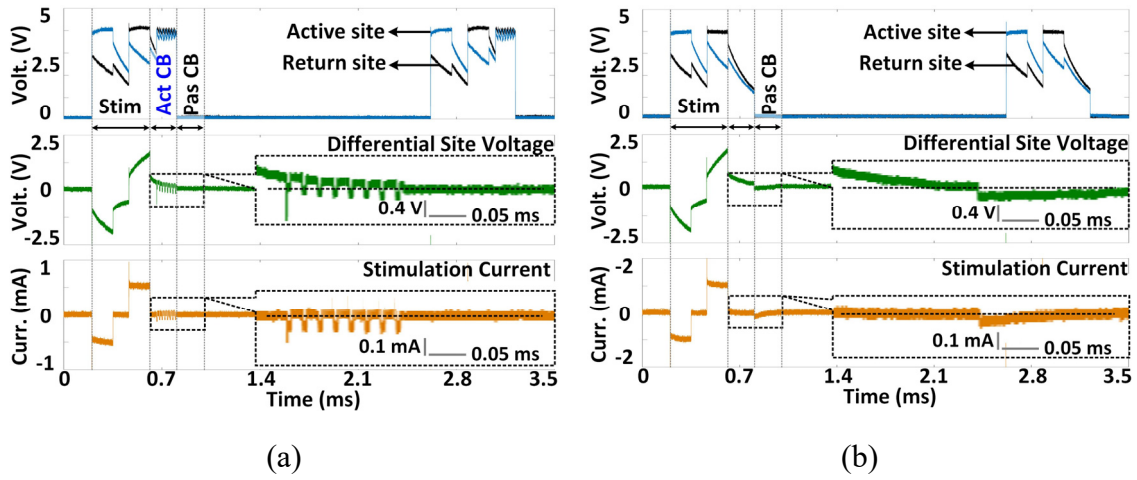 5
2.5
0
Volt. (V)
Active site
Return site
Stim
Act CB
Pas CB
2.5
0
-2.5
Volt. (V)
Differential Site Voltage
0.4 V
0.05 ms
1
0
-1
Curr. (mA)
Stimulation Current
0.1 mA
0.05 ms
0 0.7 1.4 2.1 2.8 3.5
Time (ms)
(a)
5
2.5
0
Volt. (V)
Active site
Return site
Stim
Pas CB
2.5
0
-2.5
Volt. (V)
Differential Site Voltage
0.4 V
0.05 ms
-2
0
-2
Curr. (mA)
Stimulation Current
0.1 mA
0.05 ms
0 0.7 1.4 2.1 2.8 3.5
Time (ms)
(b)